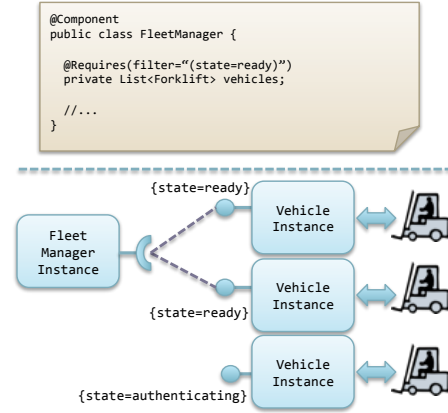 @Component
public class FleetManager {
@Requires(filter=“(state=ready)”)
private List<Forklift> vehicles;
//...
}
{state=ready}
Vehicle
Instance
Fleet
Manager
Instance
Vehicle
Instance
{state=ready}
Vehicle
Instance
{state=authenticating}